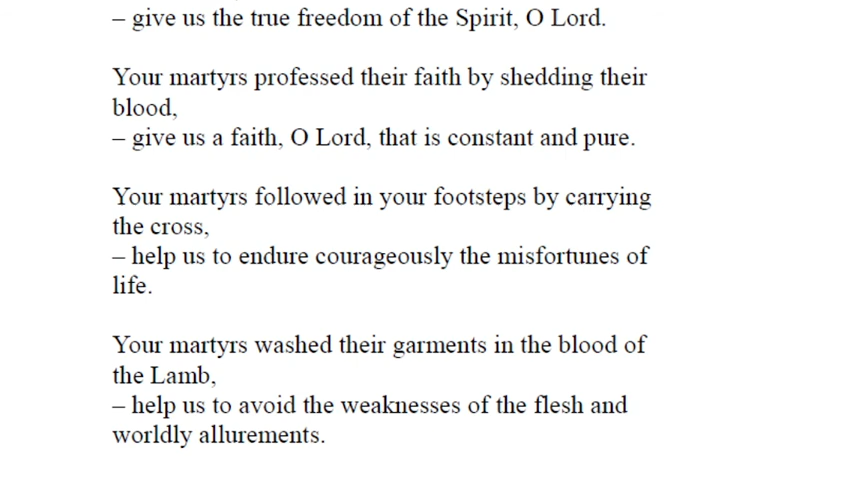 – give us the true freedom of the Spirit, O Lord.
Your martyrs professed their faith by shedding their
blood,
– give us a faith, O Lord, that is constant and pure.
Your martyrs followed in your footsteps by carrying
the cross,
– help us to endure courageously the misfortunes of
life.
Your martyrs washed their garments in the blood of
the Lamb,
– help us to avoid the weaknesses of the flesh and
worldly allurements.